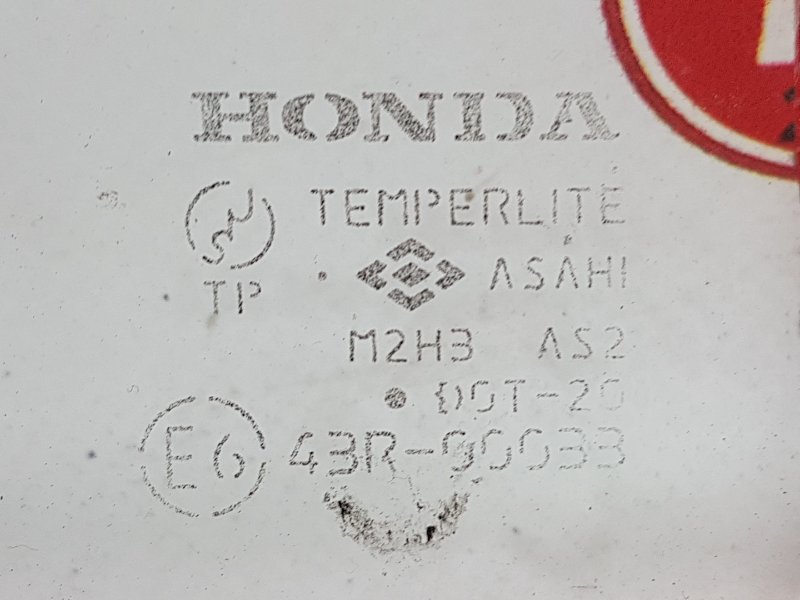 HONDA
TEMPERLITE
TP
ASAHI
M2H3 AS2
DOT-20
E6
43R-00033